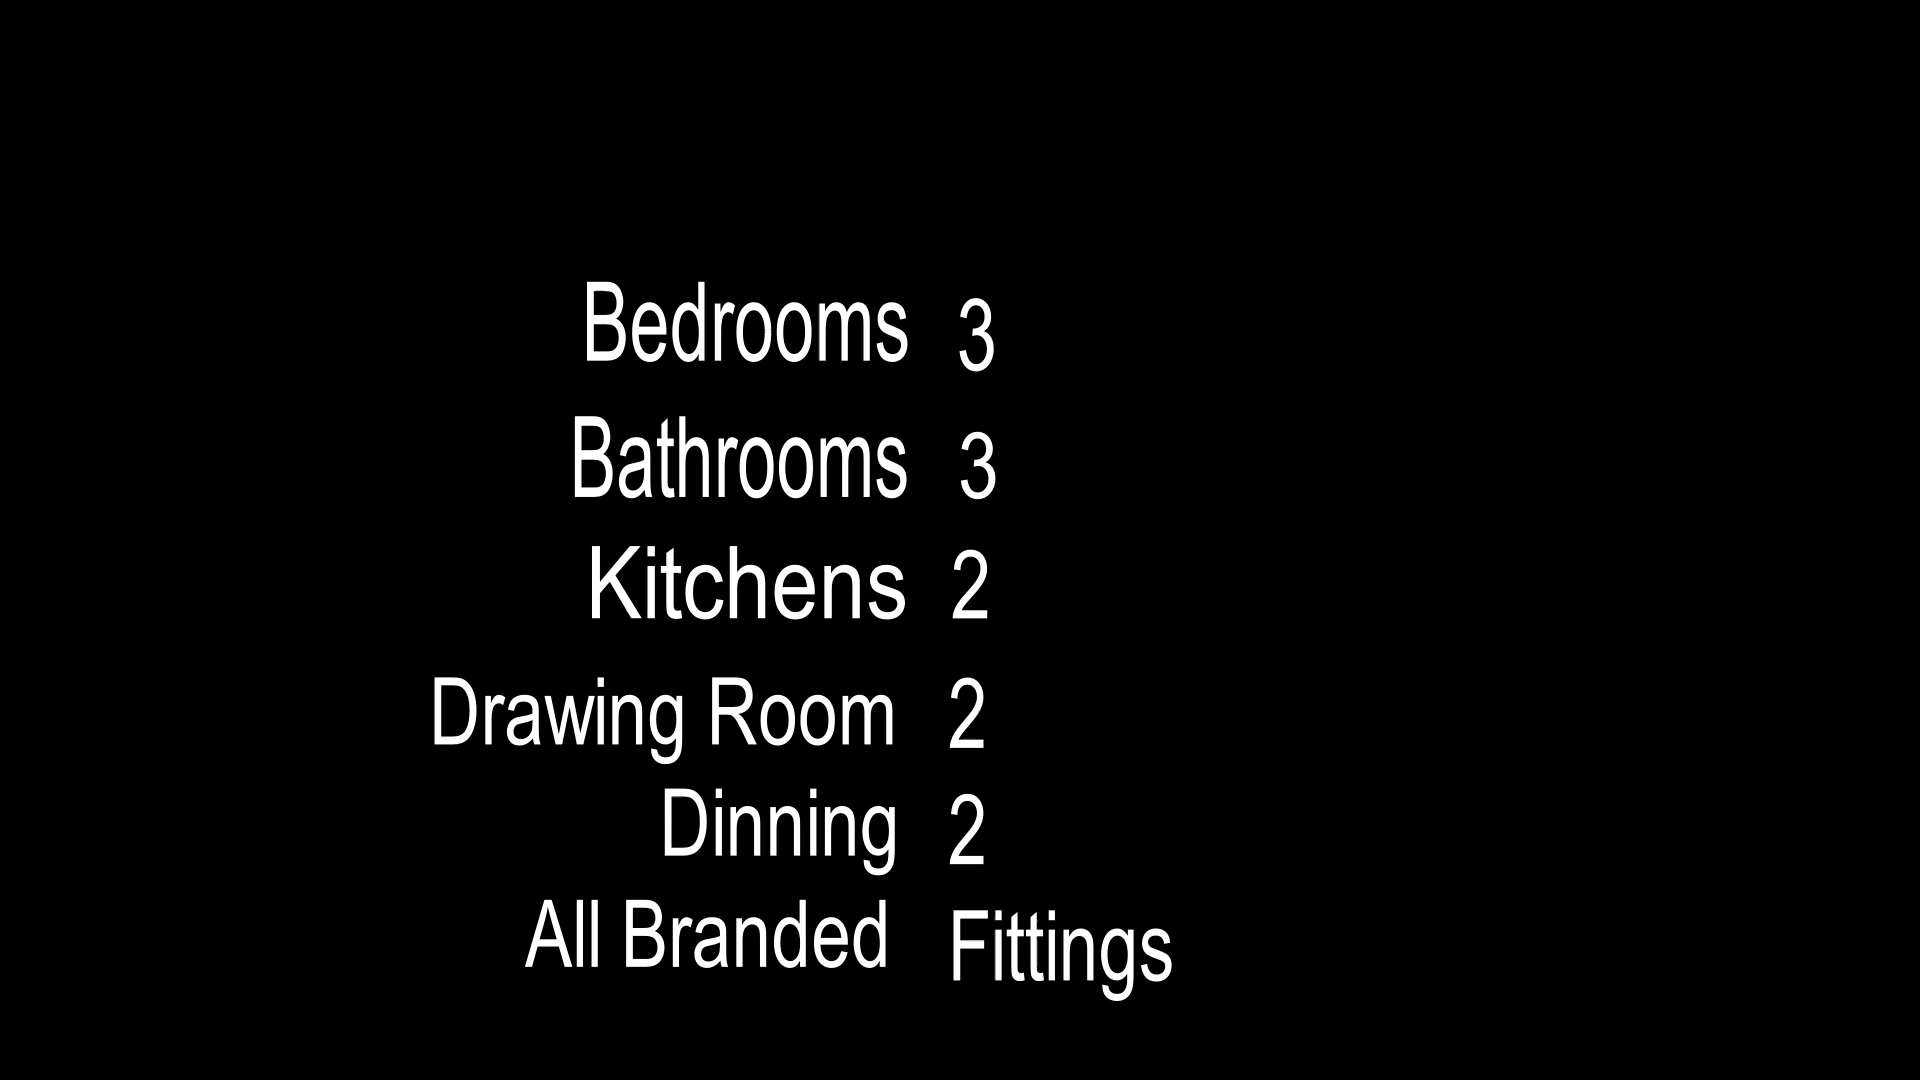 Bedrooms 3
Bathrooms 3
Kitchens 2
Drawing Room 2
Dinning 2
All Branded Fittings